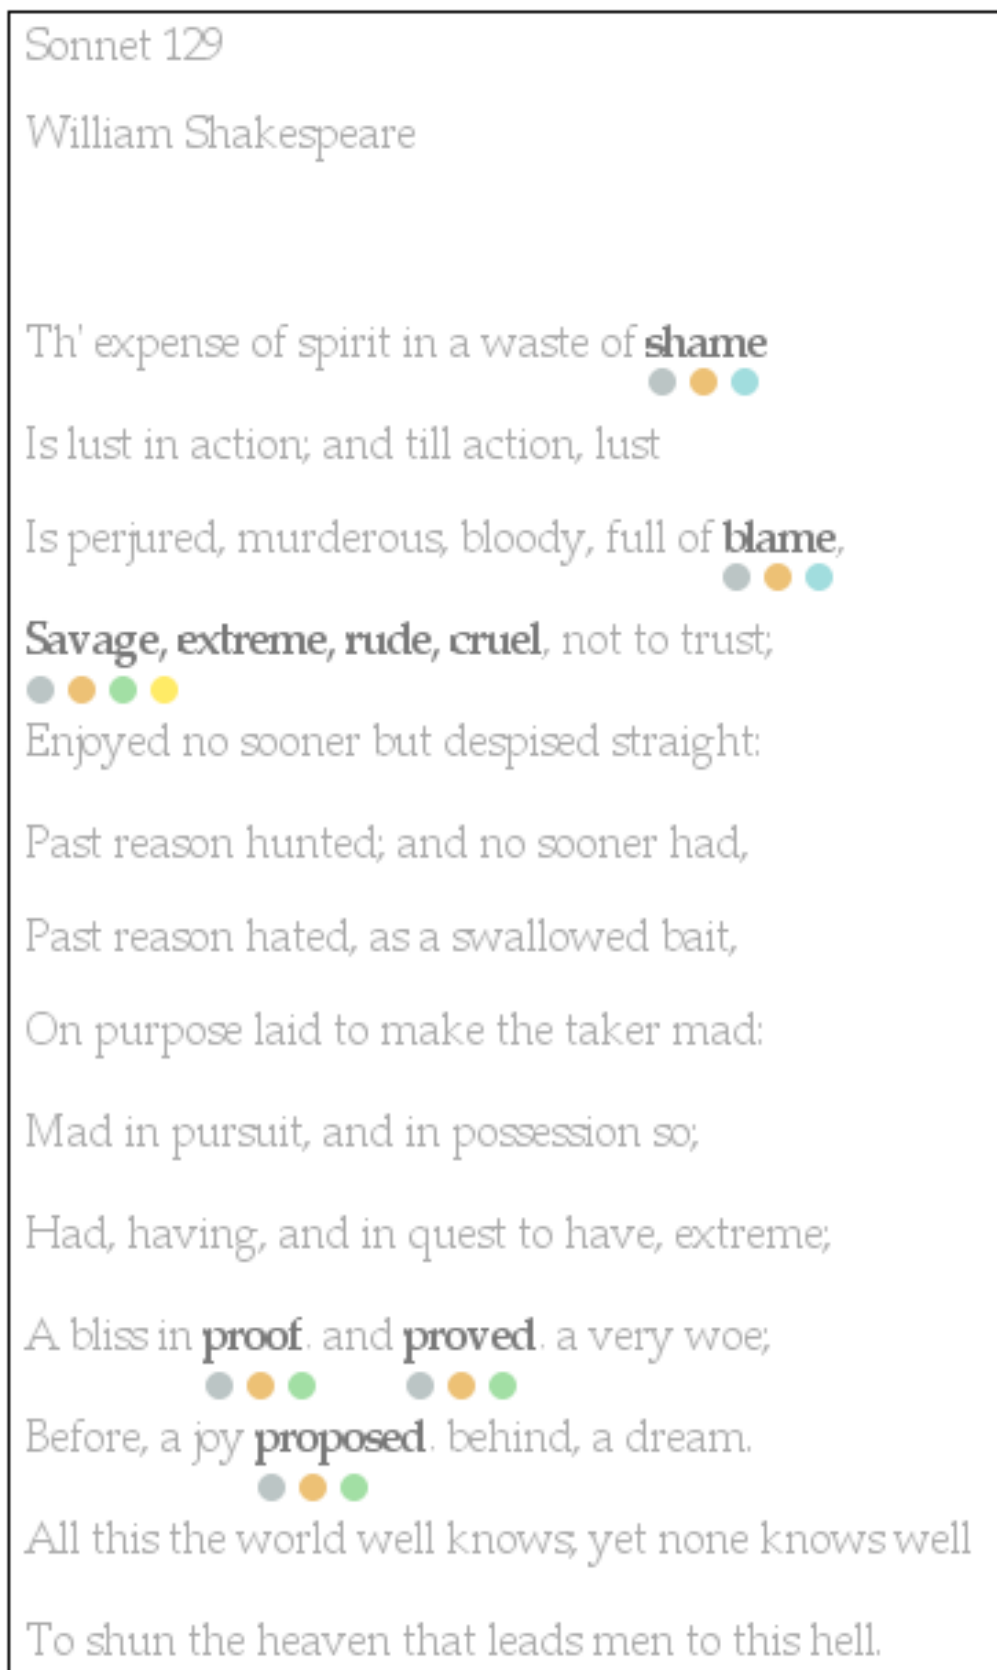 Sonnet 129
William Shakespeare
Th' expense of spirit in a waste of shame
Is lust in action; and till action, lust
Is perjured, murderous, bloody, full of blame,
Savage, extreme, rude, cruel, not to trust;
Enjoyed no sooner but despised straight:
Past reason hunted; and no sooner had,
Past reason hated, as a swallowed bait,
On purpose laid to make the taker mad:
Mad in pursuit, and in possession so;
Had, having, and in quest to have, extreme;
A bliss in proof. and proved. a very woe;
Before, a joy proposed. behind, a dream.
All this the world well knows; yet none knows well
To shun the heaven that leads men to this hell.